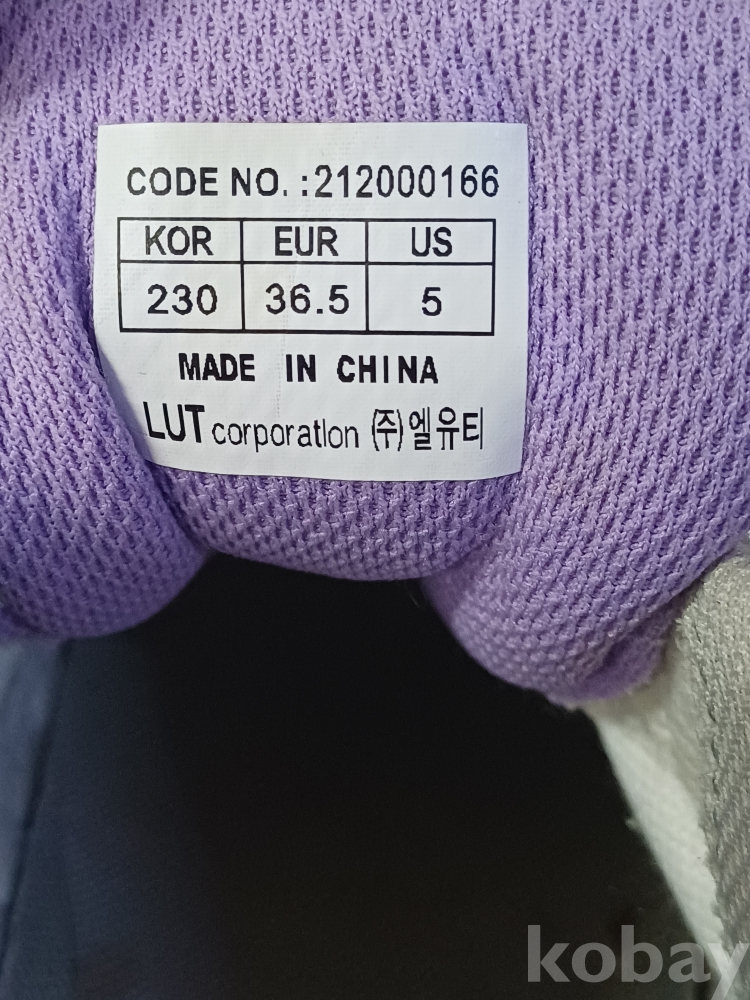 CODE NO. :212000166
KOR EUR US
230 36.5 5
MADE IN CHINA
LUT corporation (주)엘유티
kobay